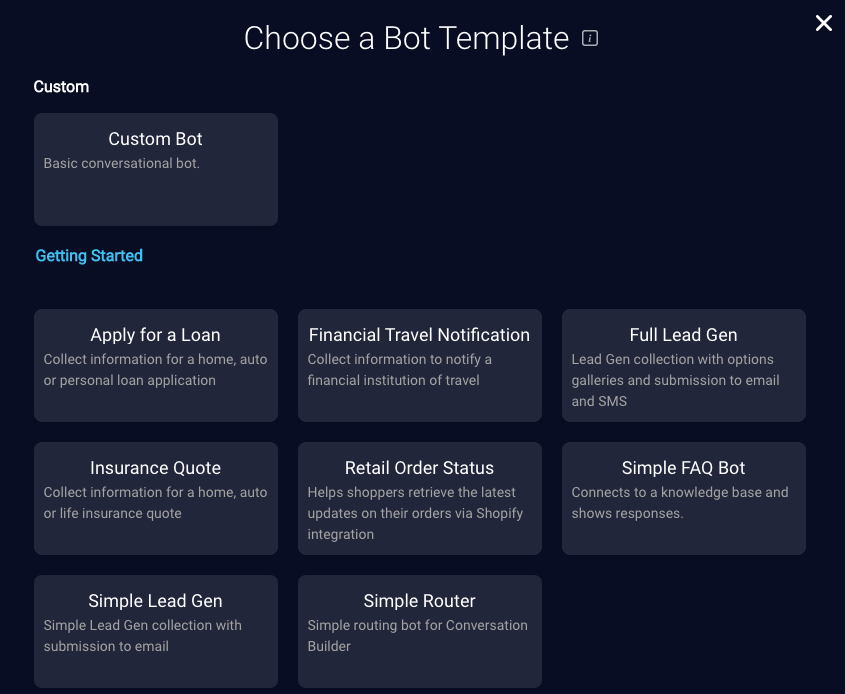 Choose a Bot Template i
Custom
Custom Bot
Basic conversational bot.
Getting Started
Apply for a Loan
Collect information for a home, auto
or personal loan application
Financial Travel Notification
Collect information to notify a
financial institution of travel
Full Lead Gen
Lead Gen collection with options
galleries and submission to email
and SMS
Insurance Quote
Collect information for a home, auto
or life insurance quote
Retail Order Status
Helps shoppers retrieve the latest
updates on their orders via Shopify
integration
Simple FAQ Bot
Connects to a knowledge base and
shows responses.
Simple Lead Gen
Simple Lead Gen collection with
submission to email
Simple Router
Simple routing bot for Conversation
Builder